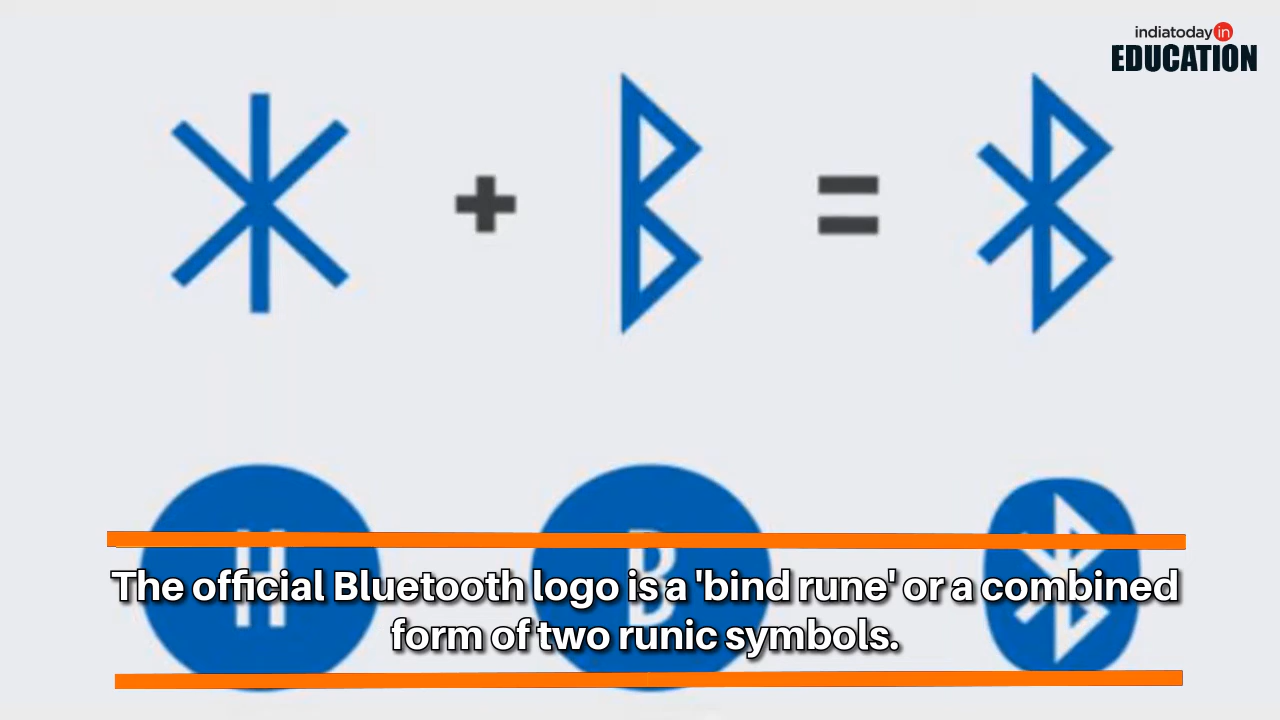 indiatoday in
EDUCATION
+ =
H B
The official Bluetooth logo is a 'bind rune' or a combined
form of two runic symbols.